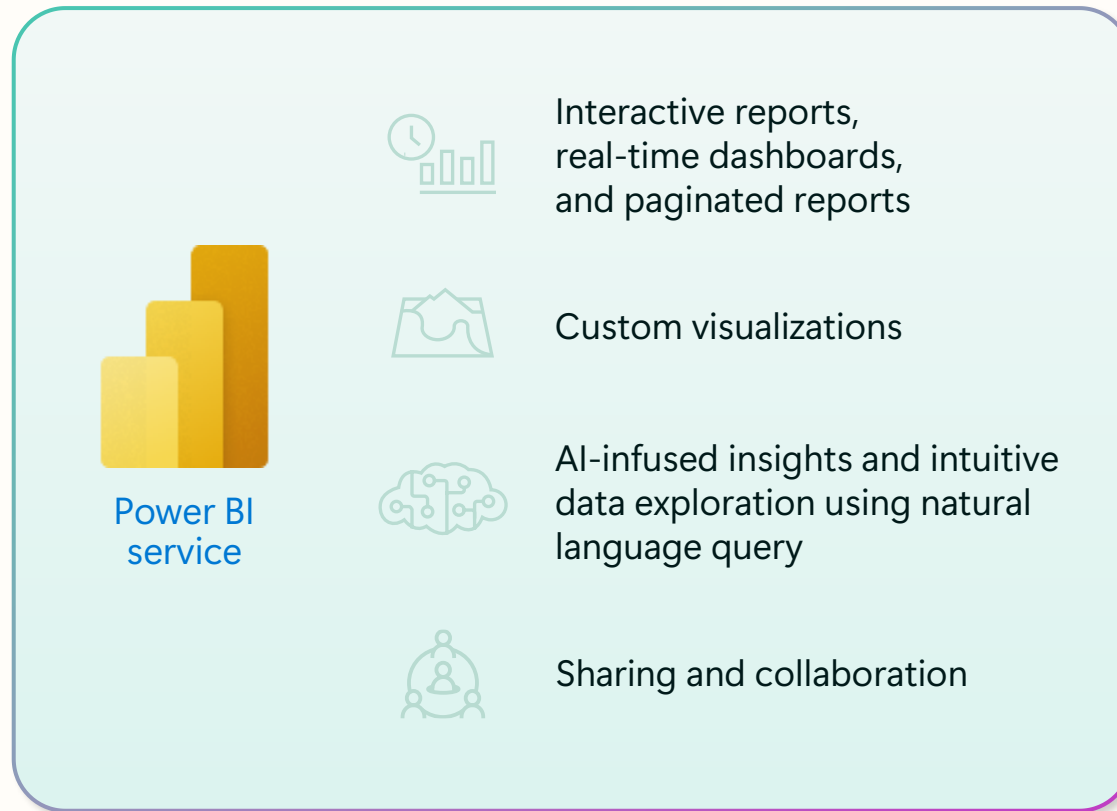 Interactive reports,
real-time dashboards,
and paginated reports
Custom visualizations
Power BI
service
AI-infused insights and intuitive
data exploration using natural
language query
Sharing and collaboration